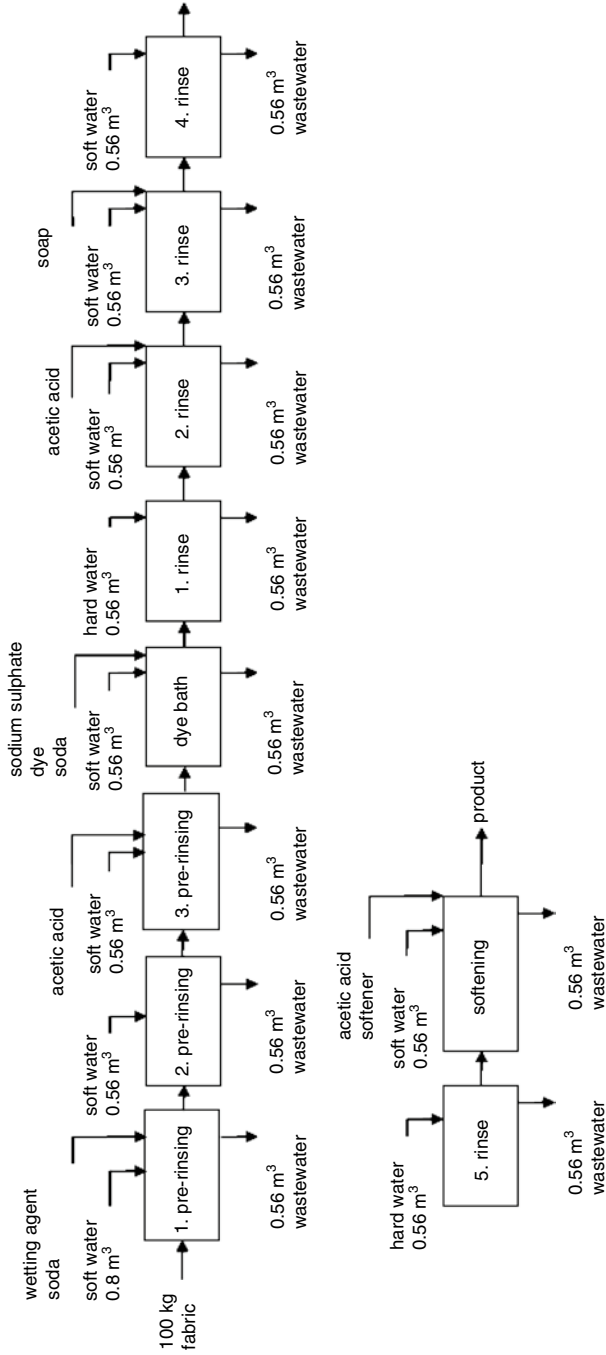 wetting agent
soda
soft water
0.8 m³
100 kg
fabric
1. pre-rinsing
0.56 m³
wastewater
soft water
0.56 m³
2. pre-rinsing
0.56 m³
wastewater
acetic acid
soft water
0.56 m³
3. pre-rinsing
0.56 m³
wastewater
sodium sulphate
dye
soda
soft water
0.56 m³
dye bath
0.56 m³
wastewater
hard water
0.56 m³
1. rinse
0.56 m³
wastewater
acetic acid
soft water
0.56 m³
2. rinse
0.56 m³
wastewater
soap
soft water
0.56 m³
3. rinse
0.56 m³
wastewater
soft water
0.56 m³
4. rinse
0.56 m³
wastewater
hard water
0.56 m³
5. rinse
0.56 m³
wastewater
acetic acid
softener
soft water
0.56 m³
softening
0.56 m³
wastewater
product